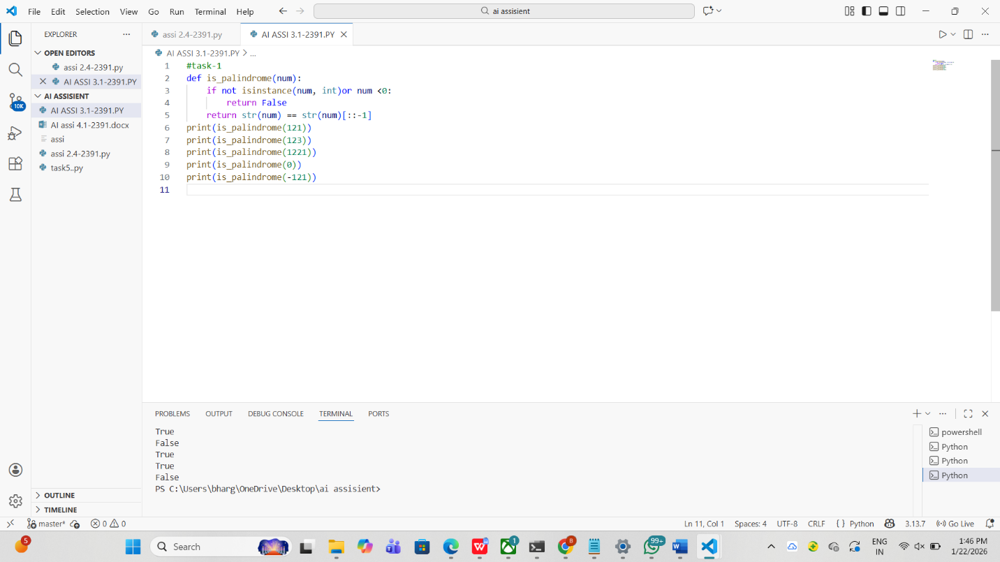 File Edit Selection View Go Run Terminal Help
ai assisient
EXPLORER
OPEN EDITORS
assi 2.4-2391.py
AI ASSI 3.1-2391.PY
AI ASSISIENT
AI ASSI 3.1-2391.PY
AI assi 4.1-2391.docx
assi
assi 2.4-2391.py
task5..py
10K
OUTLINE
TIMELINE
assi 2.4-2391.py
AI ASSI 3.1-2391.PY
AI ASSI 3.1-2391.PY > ...
1 #task-1
2 def is_palindrome(num):
3     if not isinstance(num, int)or num <0:
4         return False
5     return str(num) == str(num)[::-1]
6 print(is_palindrome(121))
7 print(is_palindrome(123))
8 print(is_palindrome(1221))
9 print(is_palindrome(0))
10 print(is_palindrome(-121))
11
PROBLEMS OUTPUT DEBUG CONSOLE TERMINAL PORTS
True
False
True
True
False
PS C:\Users\bharg\OneDrive\Desktop\ai assisient>
powershell
Python
Python
Python
master* 0 0 Ln 11, Col 1 Spaces: 4 UTF-8 CRLF { } Python 3.13.7 Go Live
5
Search
1
8
99+
ENG
IN
1:46 PM
1/22/2026